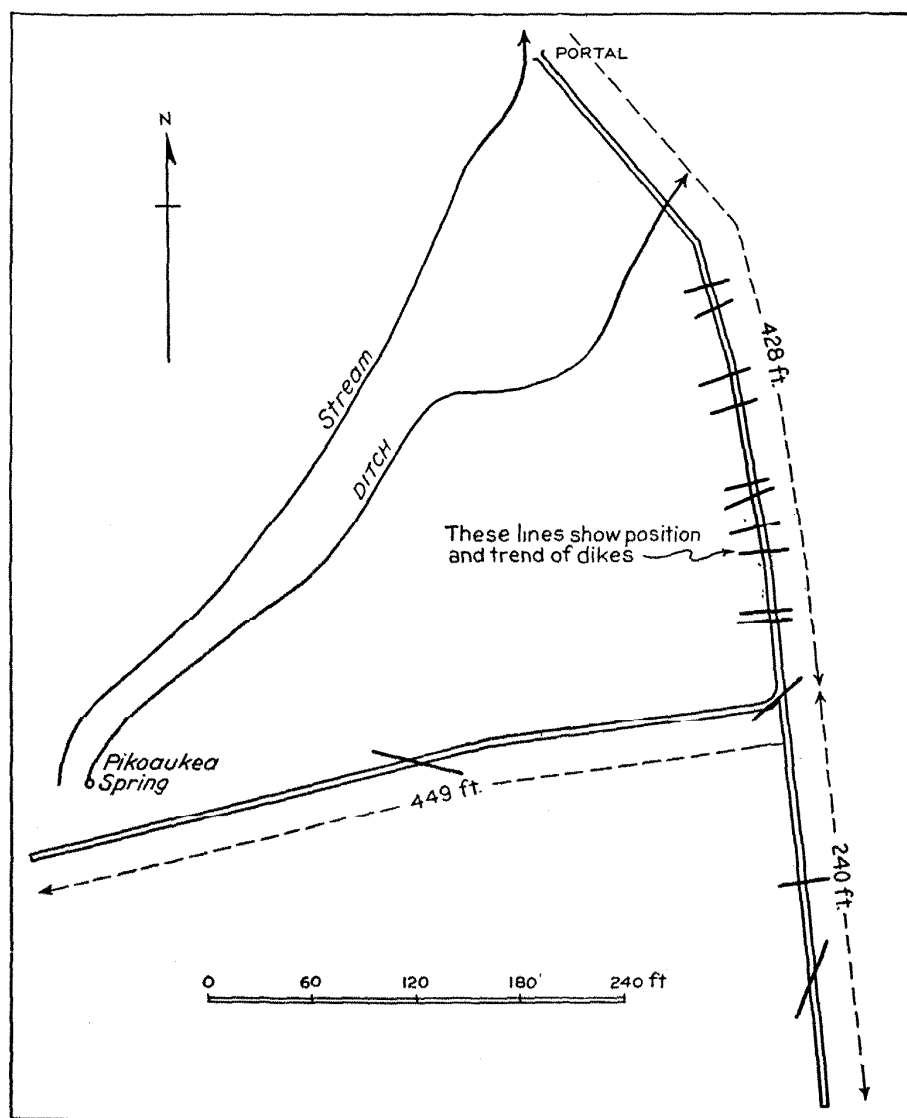 PORTAL
N
428 ft.
Stream
DITCH
These lines show position
and trend of dikes
Pikoaukea
Spring
449 ft.
240 ft.
0 60 120 180' 240 ft